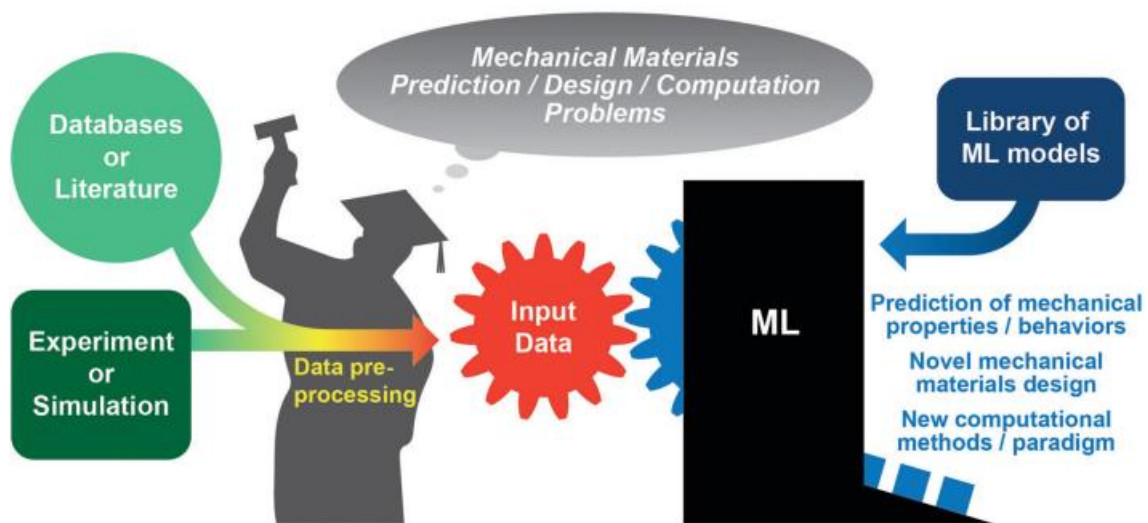 Mechanical Materials
Prediction / Design / Computation
Problems
Databases
or
Literature
Library of
ML models
Experiment
or
Simulation
Data pre-
processing
Input
Data
ML
Prediction of mechanical
properties / behaviors
Novel mechanical
materials design
New computational
methods / paradigm